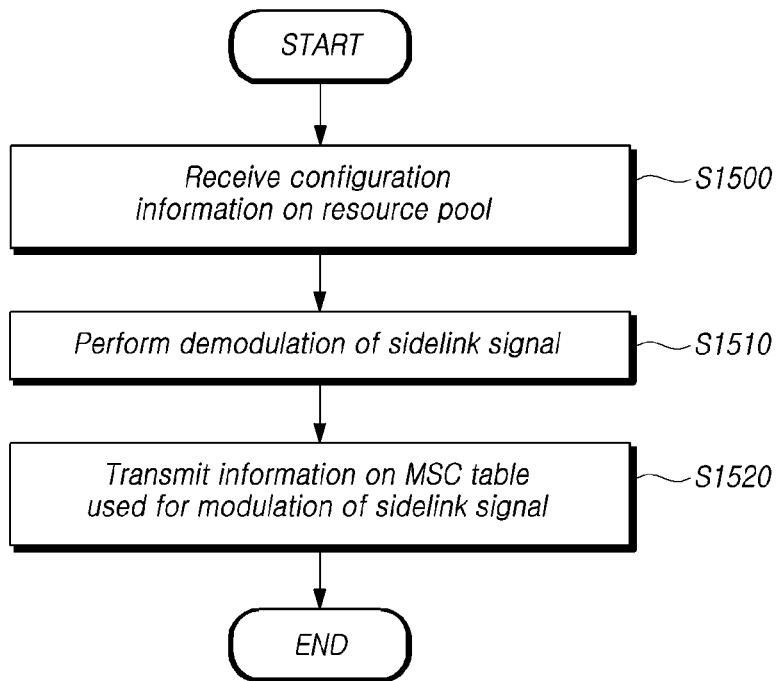 START
Receive configuration
information on resource pool
S1500
Perform demodulation of sidelink signal
S1510
Transmit information on MSC table
used for modulation of sidelink signal
S1520
END